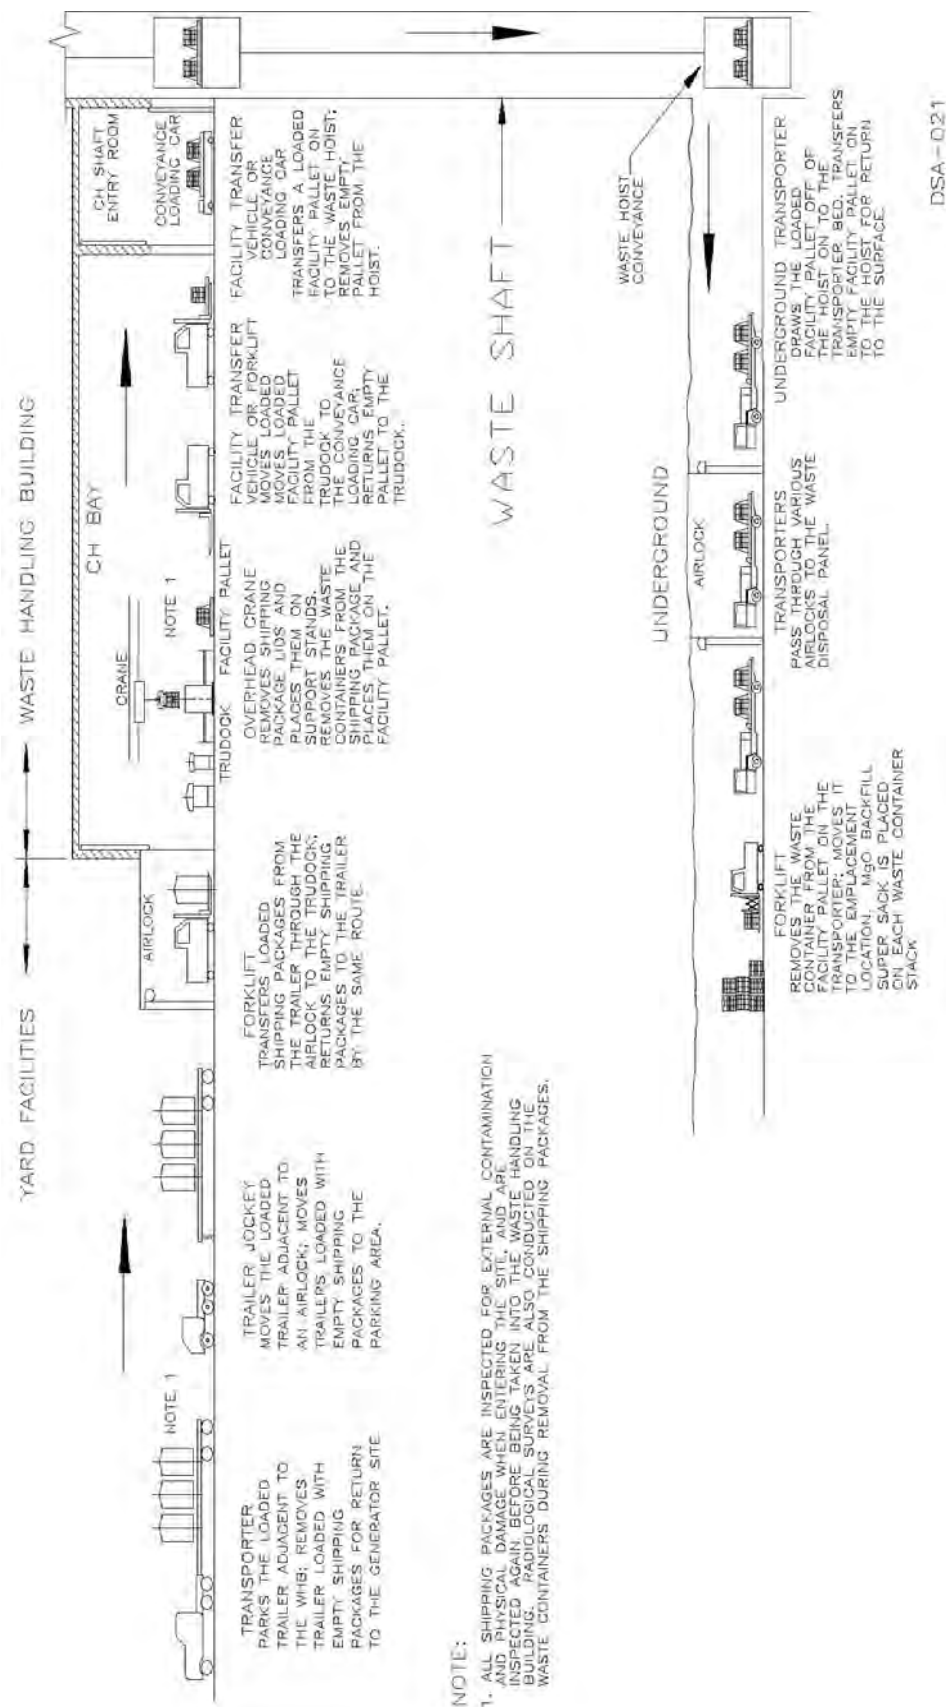 YARD FACILITIES
WASTE HANDLING BUILDING
CH BAY
CRANE
NOTE 1
NOTE 1
AIRLOCK
CH SHAFT
ENTRY ROOM
CONVEYANCE
LOADING CAR
TRUDOCK
FACILITY PALLET
TRANSPORTER
PARKS THE LOADED
TRAILER ADJACENT TO
THE WHB; REMOVES
TRAILER LOADED WITH
EMPTY SHIPPING
PACKAGES FOR RETURN
TO THE GENERATOR SITE
TRAILER JOCKEY
MOVES THE LOADED
TRAILER ADJACENT TO
AN AIRLOCK; MOVES
TRAILERS LOADED WITH
EMPTY SHIPPING
PACKAGES TO THE
PARKING AREA.
FORKLIFT
TRANSFERS LOADED
SHIPPING PACKAGES FROM
THE TRAILER THROUGH THE
AIRLOCK TO THE TRUDOCK;
RETURNS EMPTY SHIPPING
PACKAGES TO THE TRAILER
BY THE SAME ROUTE.
OVERHEAD CRANE
REMOVES SHIPPING
PACKAGE LIDS AND
PLACES THEM ON
SUPPORT STANDS.
REMOVES THE WASTE
CONTAINERS FROM THE
SHIPPING PACKAGE AND
PLACES THEM ON THE
FACILITY PALLET.
FACILITY TRANSFER
VEHICLE OR FORKLIFT
MOVES LOADED
MOVES LOADED
FACILITY PALLET
FROM THE
TRUDOCK TO
THE CONVEYANCE
LOADING CAR;
RETURNS EMPTY
PALLET TO THE
TRUDOCK.
FACILITY TRANSFER
VEHICLE OR
CONVEYANCE
LOADING CAR
TRANSFERS A LOADED
FACILITY PALLET ON
TO THE WASTE HOIST;
REMOVES EMPTY
PALLET FROM THE
HOIST.
WASTE SHAFT
WASTE HOIST
CONVEYANCE
UNDERGROUND
AIRLOCK
FORKLIFT
REMOVES THE WASTE
CONTAINER FROM THE
FACILITY PALLET ON THE
TRANSPORTER; MOVES IT
TO THE EMPLACEMENT
LOCATION. MgO BACKFILL
SUPER SACK IS PLACED
ON EACH WASTE CONTAINER
STACK
TRANSPORTERS
PASS THROUGH VARIOUS
AIRLOCKS TO THE WASTE
DISPOSAL PANEL.
UNDERGROUND TRANSPORTER
DRAWS THE LOADED
FACILITY PALLET OFF OF
THE HOIST ON TO THE
TRANSPORTER BED. TRANSFERS
EMPTY FACILITY PALLET ON
TO THE HOIST FOR RETURN
TO THE SURFACE.
NOTE:
1. ALL SHIPPING PACKAGES ARE INSPECTED FOR EXTERNAL CONTAMINATION
AND PHYSICAL DAMAGE WHEN ENTERING THE SITE, AND ARE
INSPECTED AGAIN BEFORE BEING TAKEN INTO THE WASTE HANDLING
BUILDING. RADIOLOGICAL SURVEYS ARE ALSO CONDUCTED ON THE
WASTE CONTAINERS DURING REMOVAL FROM THE SHIPPING PACKAGES.
DSA-021